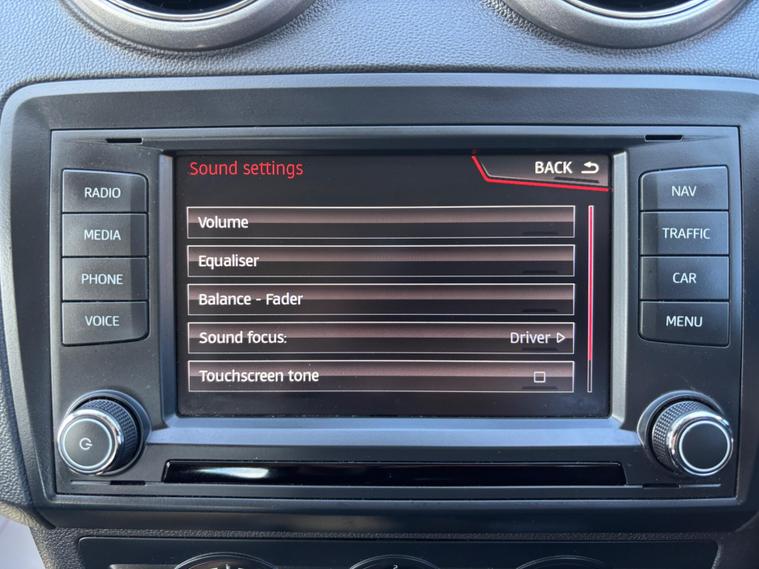 Sound settings
BACK
RADIO
NAV
Volume
MEDIA
TRAFFIC
Equaliser
PHONE
CAR
Balance - Fader
VOICE
MENU
Sound focus: Driver
Touchscreen tone